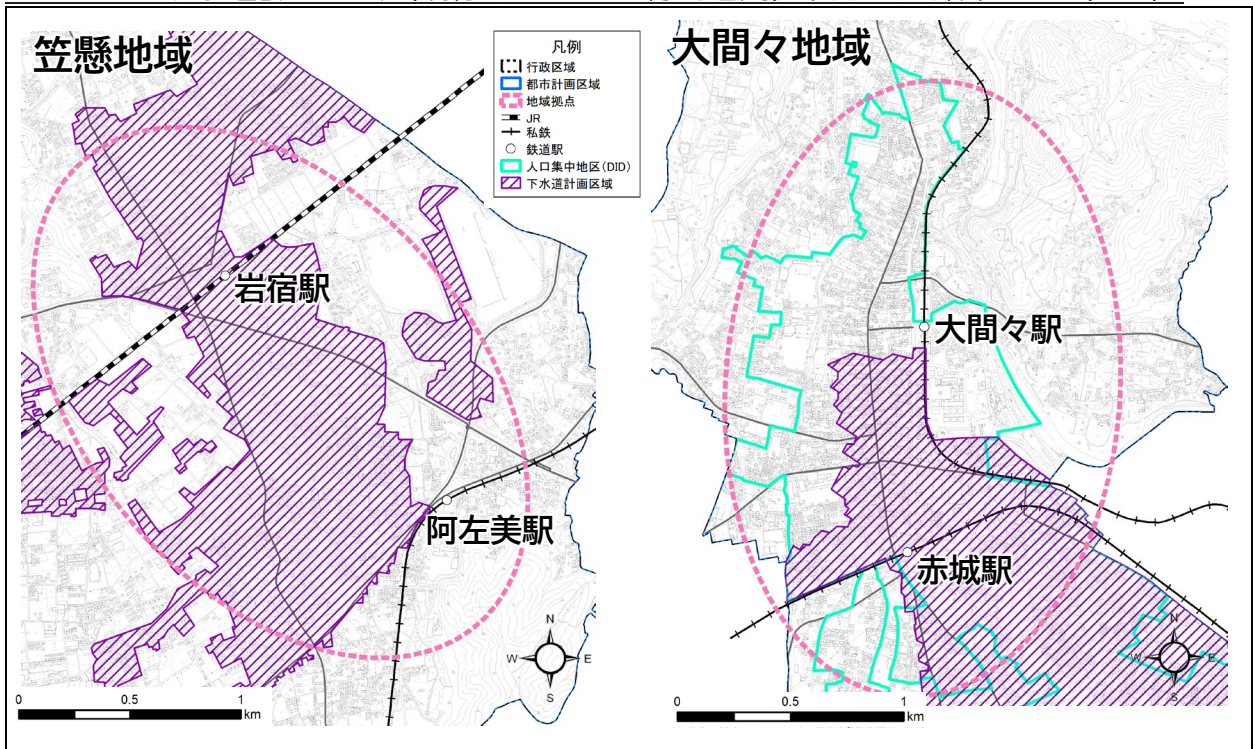 笠懸地域
凡例
行政区域
都市計画区域
地域拠点
JR
私鉄
鉄道駅
人口集中地区(DID)
下水道計画区域
岩宿駅
阿左美駅
N
W
E
S
0
0.5
1
km
大間々地域
大間々駅
赤城駅
N
W
E
S
0
0.5
1
km